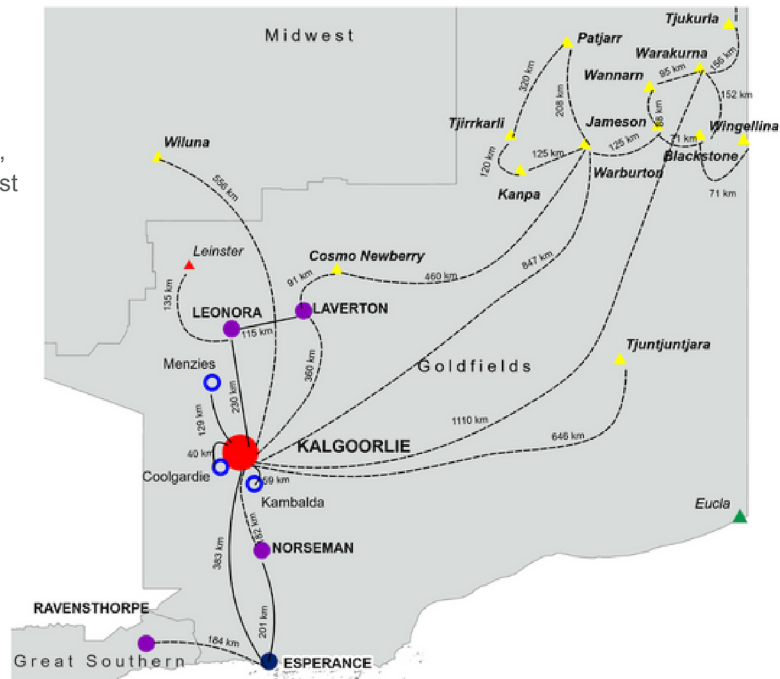 Tjukurla
Midwest
Patjarr
Warakurna
156 km
95 km
Wannarn
320 km
152 km
208 km
88 km
Tjirrkarli
Jameson
Wingellina
71 km
125 km
125 km
,
120 km
Blackstone
Wiluna
Warburton
st
Kanpa
71 km
556 km
Leinster
Cosmo Newberry
847 km
91 km
460 km
135 km
LEONORA
LAVERTON
115 km
Tjuntjuntjara
Menzies
360 km
Goldfields
230 km
129 km
1110 km
646 km
KALGOORLIE
40 km
Coolgardie
59 km
Kambalda
Eucla
NORSEMAN
383 km
RAVENSTHORPE
201 km
184 km
Great Southern
ESPERANCE